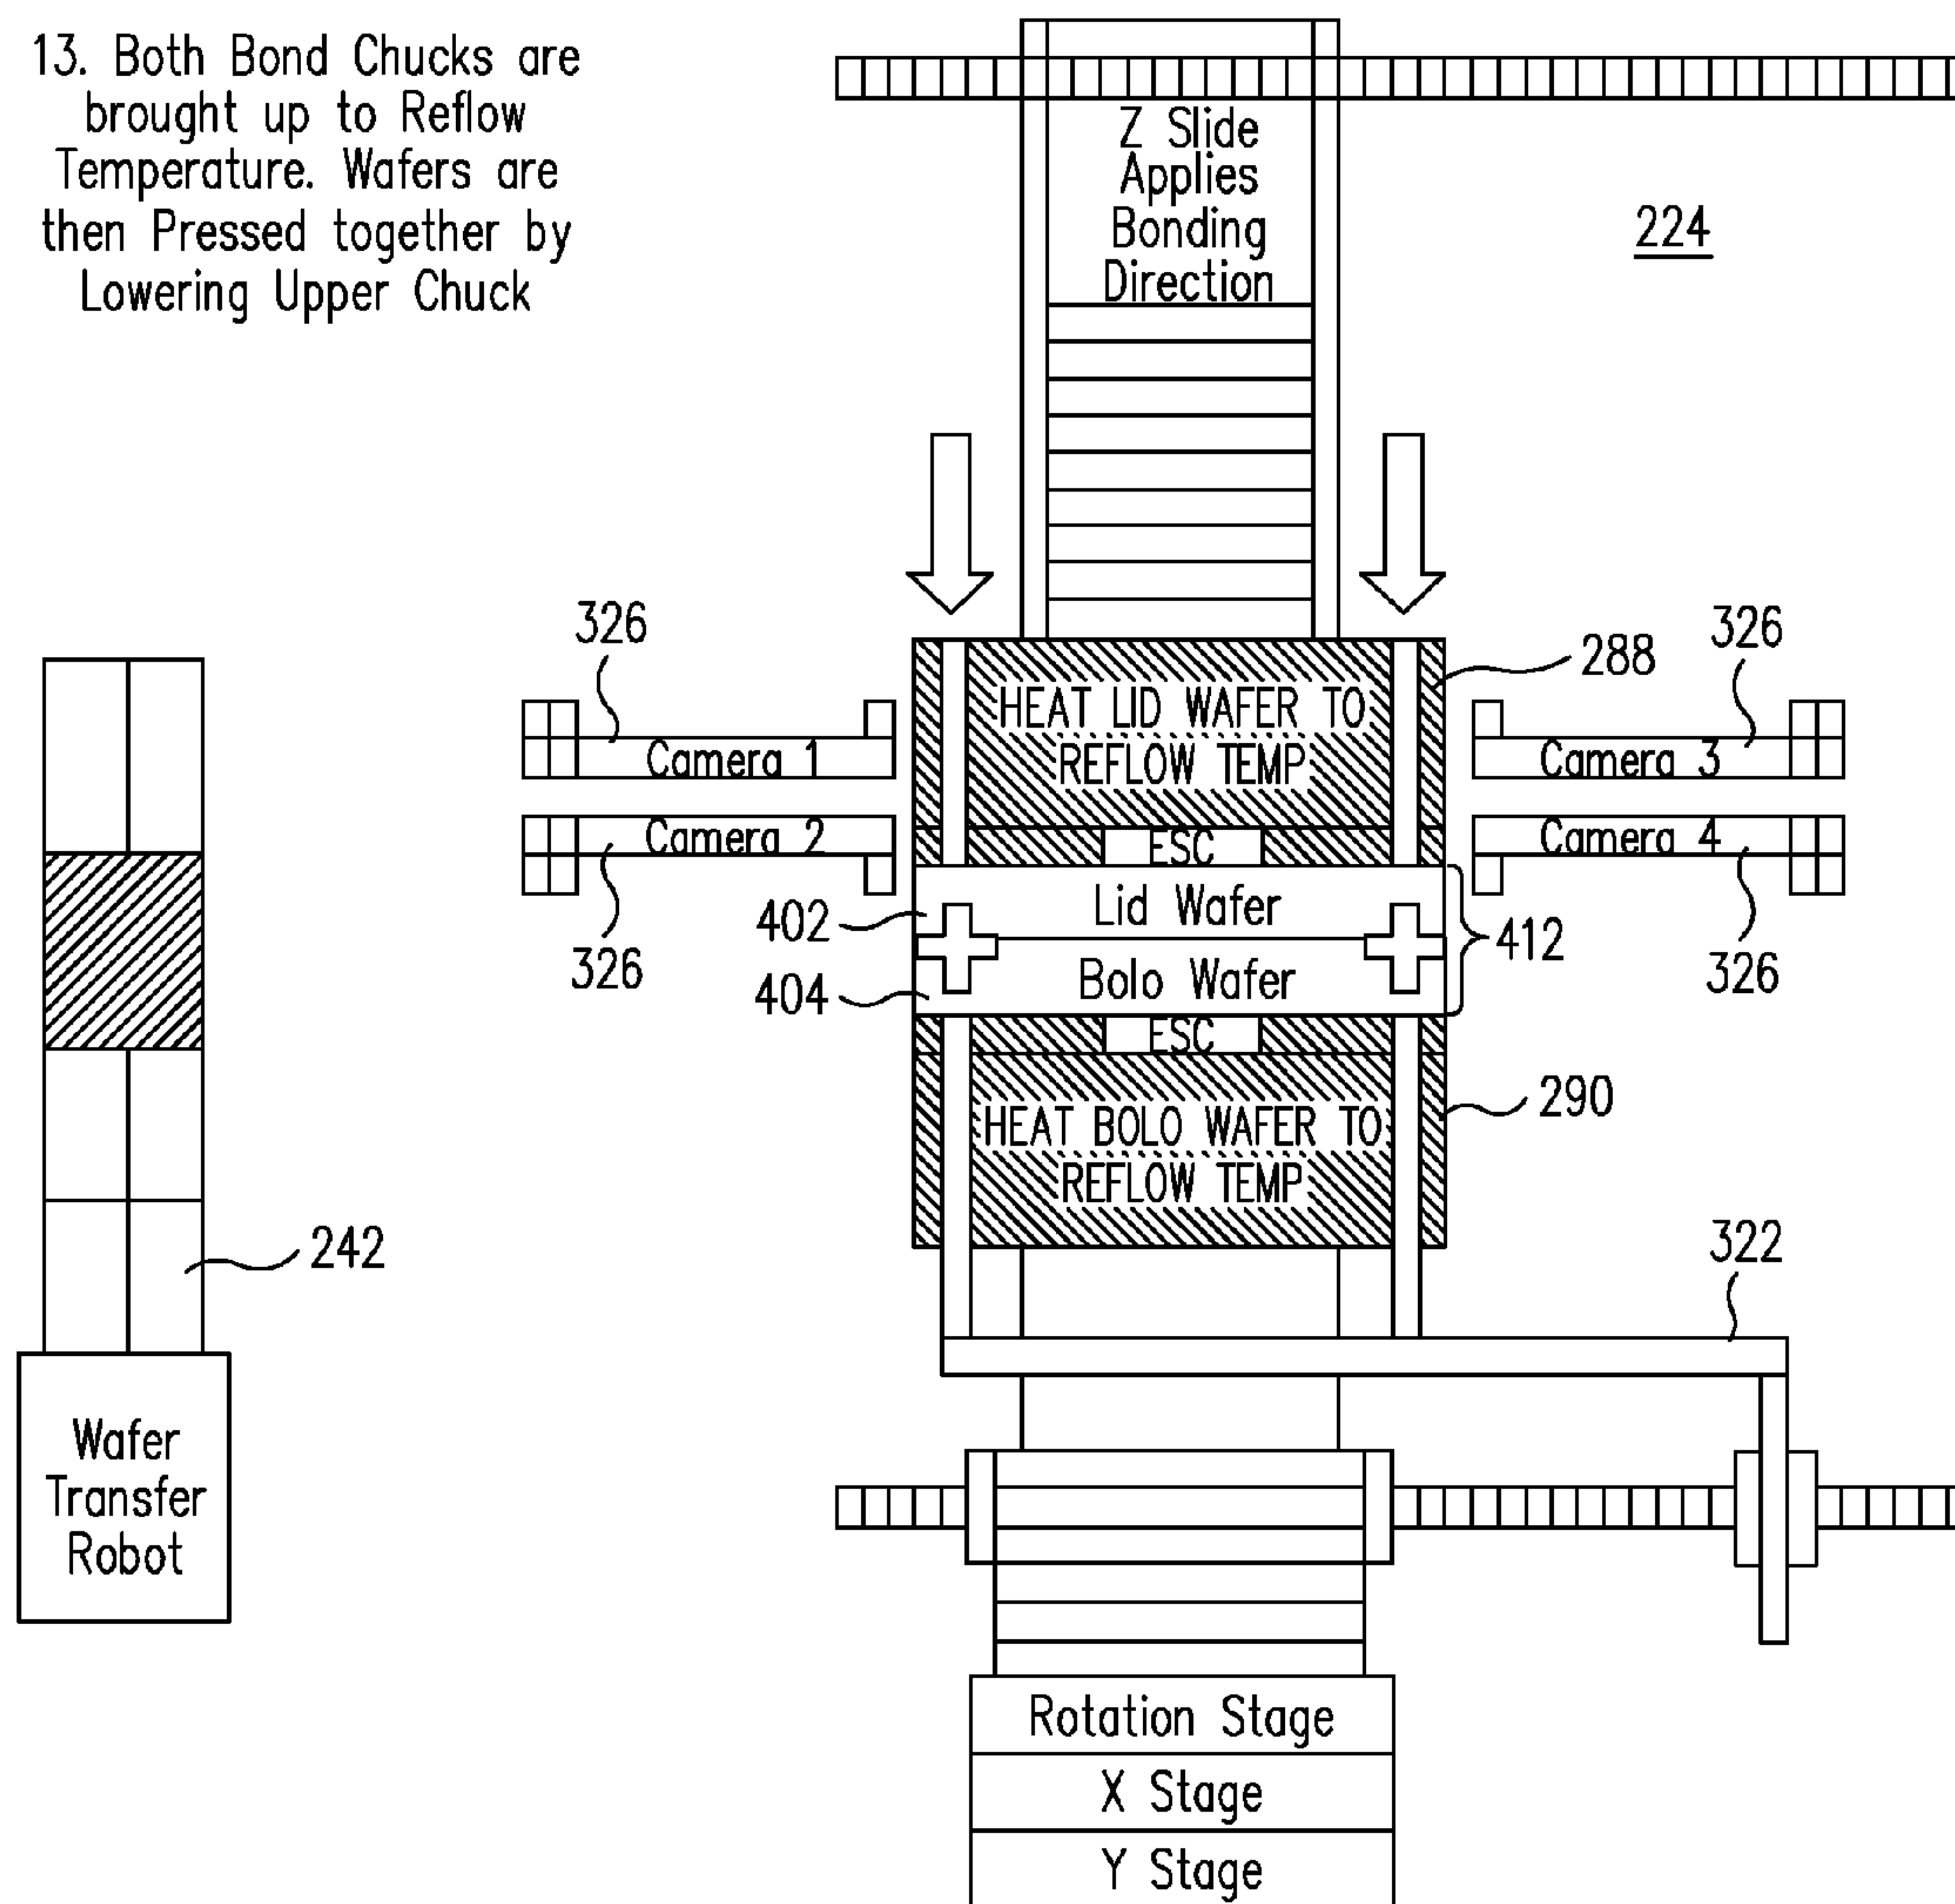 13. Both Bond Chucks are
brought up to Reflow
Temperature. Wafers are
then Pressed together by
Lowering Upper Chuck
Z Slide
Applies
Bonding
Direction
224
326
326
288
HEAT LID WAFER TO
REFLOW TEMP
Camera 1
Camera 3
Camera 2
Camera 4
ESC
402
Lid Wafer
412
326
326
404
Bolo Wafer
ESC
290
HEAT BOLO WAFER TO
REFLOW TEMP
242
322
Wafer
Transfer
Robot
Rotation Stage
X Stage
Y Stage